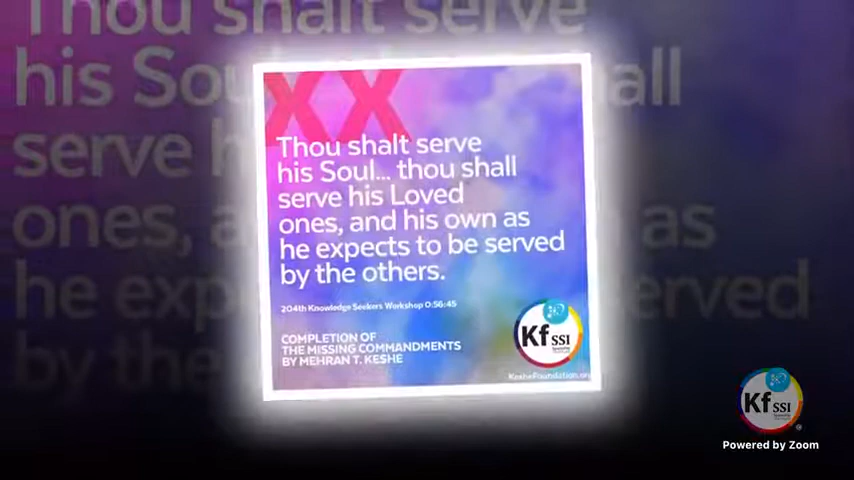 Thou shalt serve
his Soul
all
serve
ones,
as
he
erved
by the
XX
Thou shalt serve
his Soul... thou shall
serve his Loved
ones, and his own as
he expects to be served
by the others.
204th Knowledge Seekers Workshop 0:56:45
COMPLETION OF
THE MISSING COMMANDMENTS
BY MEHRAN T. KESHE
Kf SSI
KesheFoundation.org
Kf SSI
Powered by Zoom